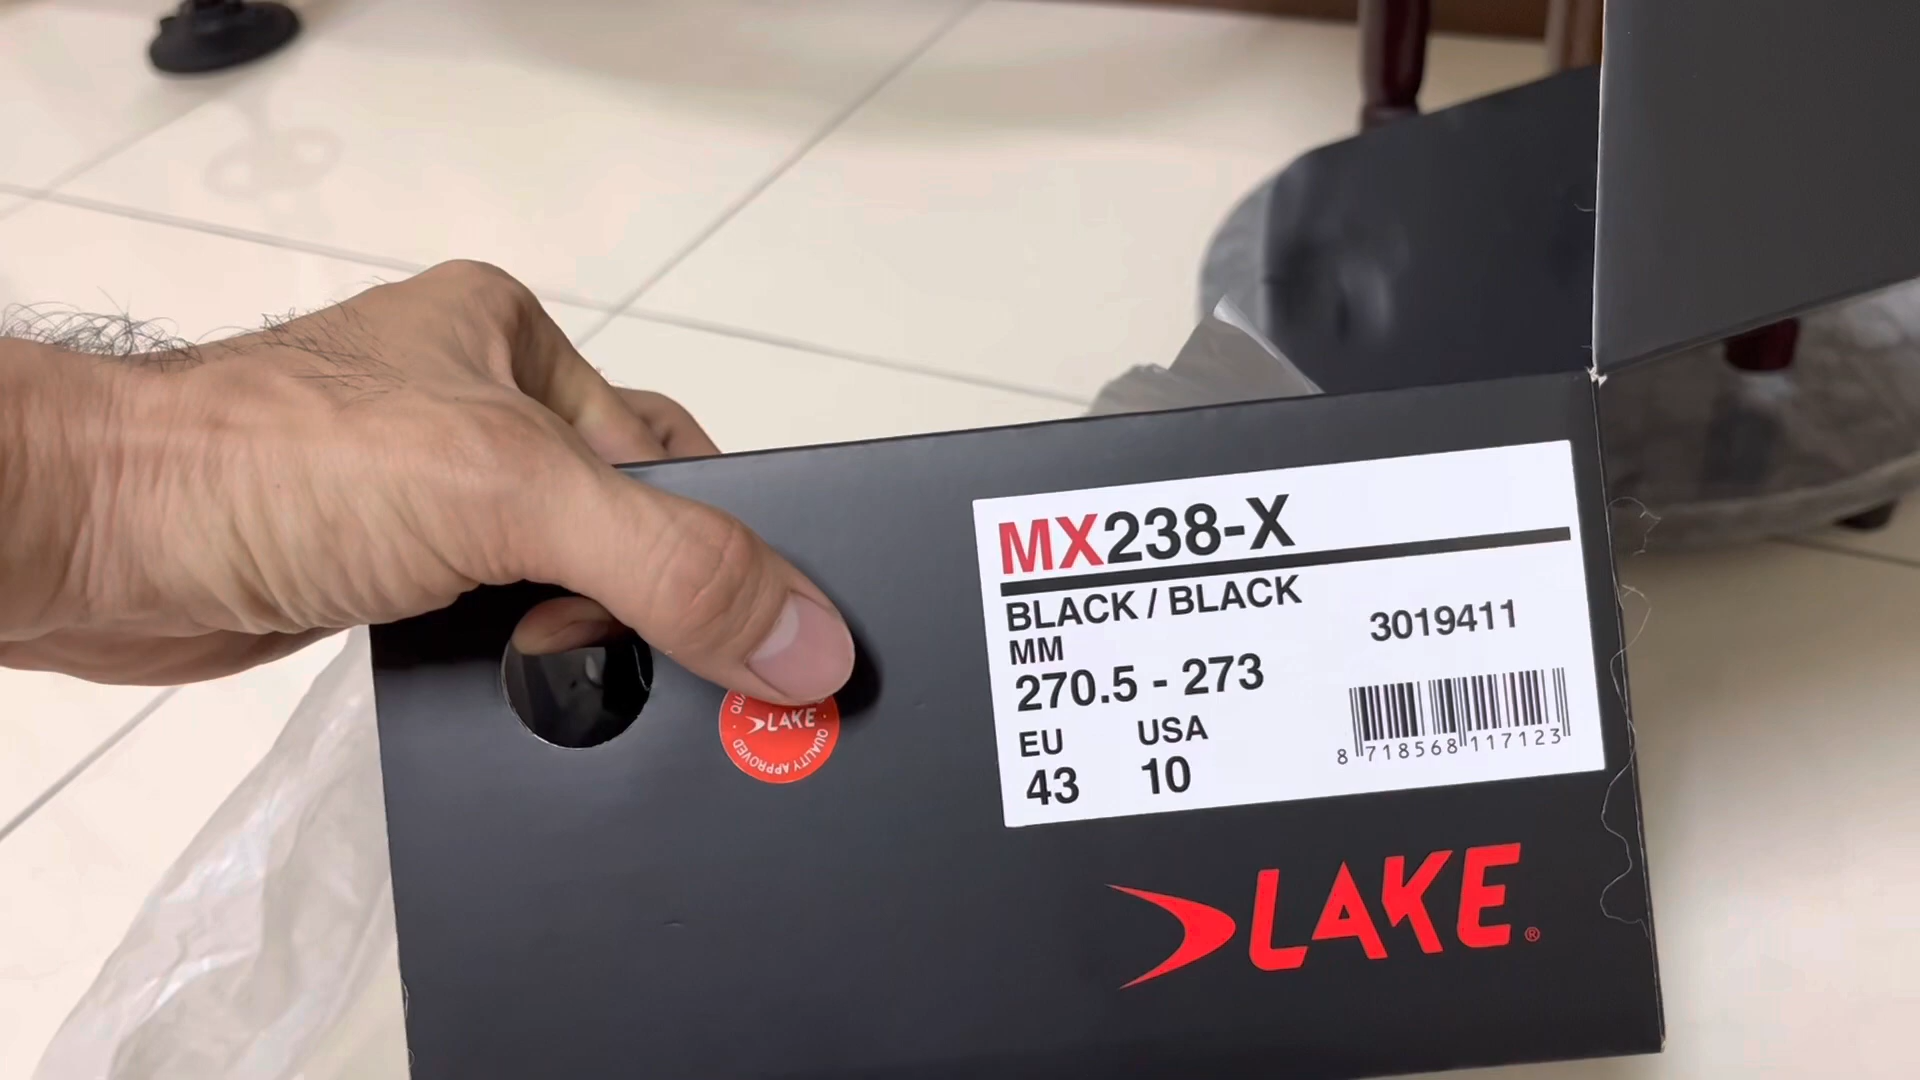 MX238-X
BLACK / BLACK
MM
3019411
270.5 - 273
EU USA
43 10
8 718568 117123
LAKE®
LAKE
QUALITY APPROVED